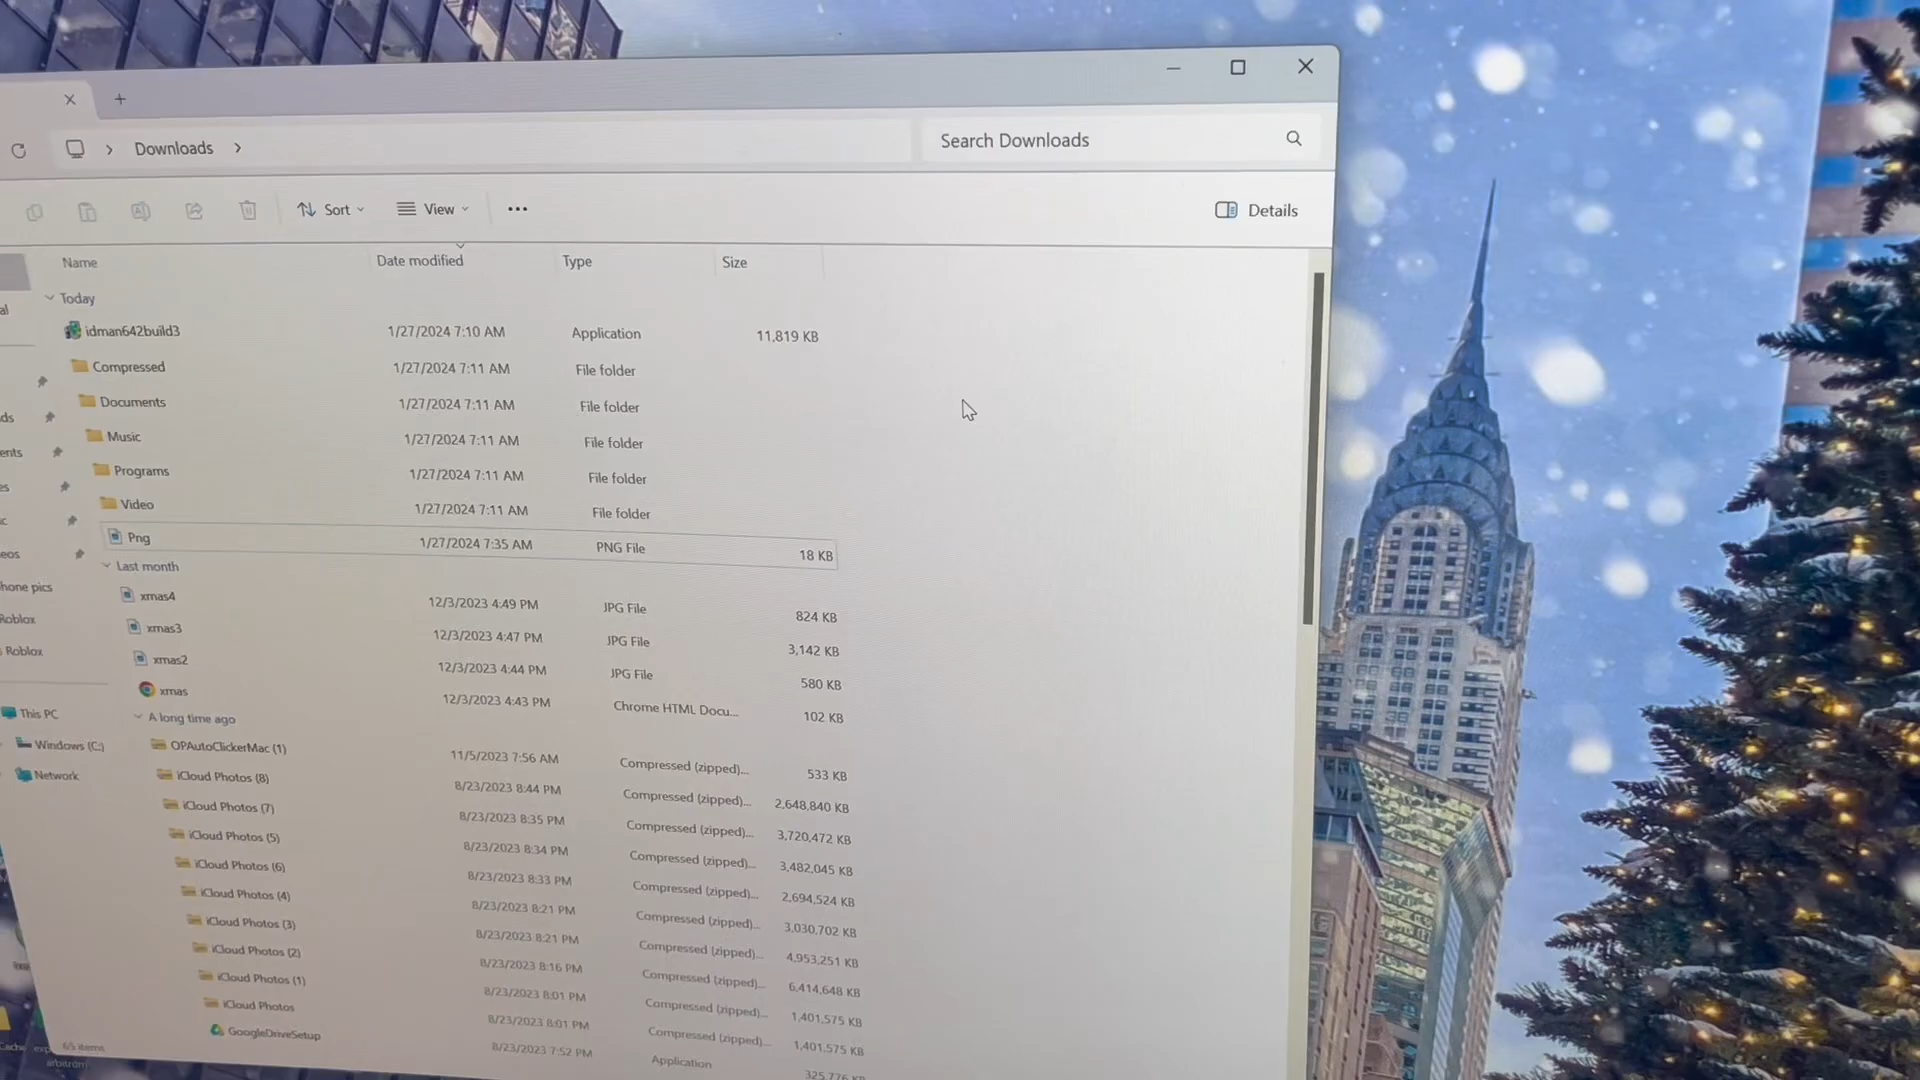 Downloads
Search Downloads
Sort
View
Details
Name Date modified Type Size
Today
idman642build3 1/27/2024 7:10 AM Application 11,819 KB
Compressed 1/27/2024 7:11 AM File folder
Documents 1/27/2024 7:11 AM File folder
Music 1/27/2024 7:11 AM File folder
Programs 1/27/2024 7:11 AM File folder
Video 1/27/2024 7:11 AM File folder
Png 1/27/2024 7:35 AM PNG File 18 KB
Last month
xmas4 12/3/2023 4:49 PM JPG File 824 KB
xmas3 12/3/2023 4:47 PM JPG File 3,142 KB
xmas2 12/3/2023 4:44 PM JPG File 580 KB
xmas 12/3/2023 4:43 PM Chrome HTML Docu... 102 KB
A long time ago
OPAutoClickerMac (1) 11/5/2023 7:56 AM Compressed (zipped)... 533 KB
iCloud Photos (8) 8/23/2023 8:44 PM Compressed (zipped)... 2,648,840 KB
iCloud Photos (7) 8/23/2023 8:35 PM Compressed (zipped)... 3,720,472 KB
iCloud Photos (5) 8/23/2023 8:34 PM Compressed (zipped)... 3,482,045 KB
iCloud Photos (6) 8/23/2023 8:33 PM Compressed (zipped)... 2,694,524 KB
iCloud Photos (4) 8/23/2023 8:21 PM Compressed (zipped)... 3,030,702 KB
iCloud Photos (3) 8/23/2023 8:21 PM Compressed (zipped)... 4,953,251 KB
iCloud Photos (2) 8/23/2023 8:16 PM Compressed (zipped)... 6,414,648 KB
iCloud Photos (1) 8/23/2023 8:01 PM Compressed (zipped)... 1,401,575 KB
iCloud Photos 8/23/2023 8:01 PM Compressed (zipped)... 1,401,575 KB
GoogleDriveSetup 8/23/2023 7:52 PM Application 325,776 KB
al
ds
ents
es
ic
eos
hone pics
Roblox
Roblox
This PC
Windows (C:)
Network
65 items